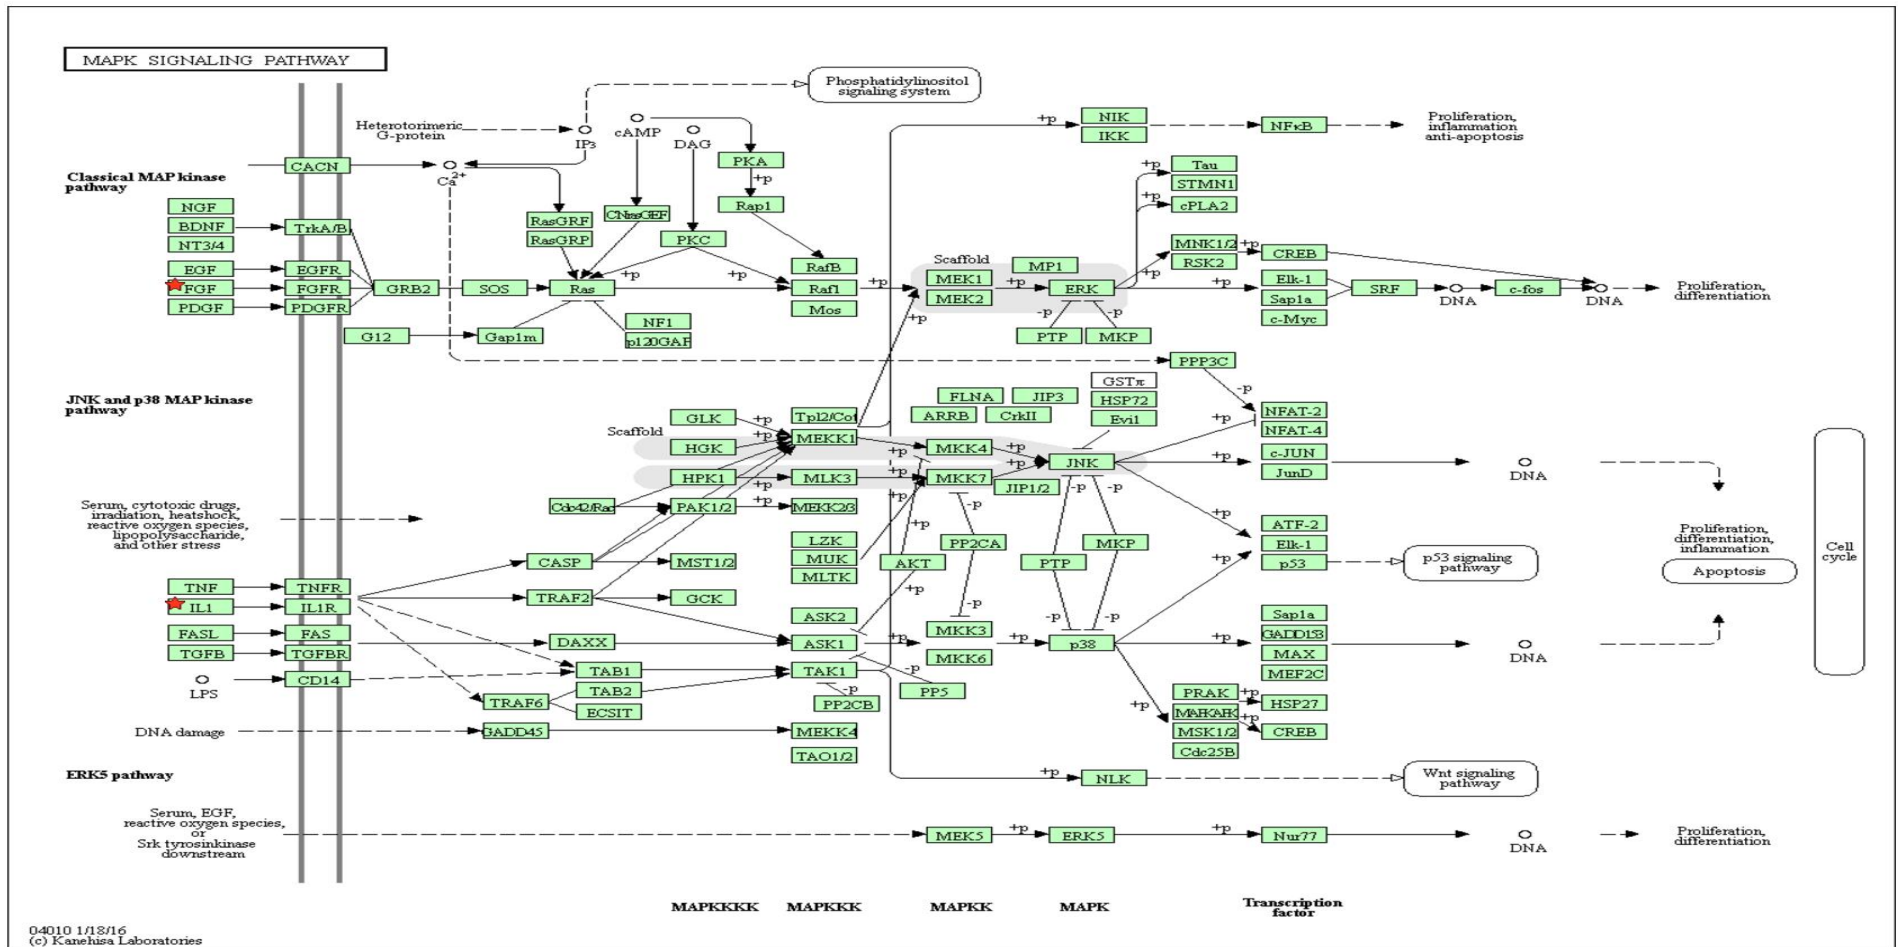 MAPK SIGNALING PATHWAY
Phosphatidylinositol
signaling system
Heterotorimeric
G-protein
IP3
cAMP
DAG
PKA
+p
NIK
IKK
+p
NFκB
Proliferation,
inflammation
anti-apoptosis
CACN
Ca2+
Classical MAP kinase
pathway
NGF
BDNF
NT3/4
TrkA/B
RasGRF
RasGRP
CNrasGEF
PKC
Rap1
Tau
STMN1
cPLA2
+p
+p
EGF
EGFR
FGF
FGFR
PDGF
PDGFR
GRB2
SOS
Ras
+p
+p
RafB
Raf1
Mos
+p
Scaffold
MEK1
MEK2
MP1
+p
ERK
+p
+p
MNK1/2
RSK2
+p
CREB
Elk-1
Sap1a
c-Myc
SRF
DNA
c-fos
DNA
Proliferation,
differentiation
G12
Gap1m
NF1
p120GAP
+p
-p
-p
PTP
MKP
PPP3C
-p
JNK and p38 MAP kinase
pathway
Scaffold
GLK
HGK
HPK1
PAK1/2
MST1/2
GCK
+p
+p
+p
+p
Tpl2/Cot
MEKK1
MLK3
MEKK2/3
LZK
MUK
MLTK
ASK2
ASK1
TAK1
FLNA
JIP3
ARRB
CrkII
GSTπ
HSP72
Evi1
+p
+p
MKK4
MKK7
+p
+p
JNK
JIP1/2
+p
NFAT-2
NFAT-4
+p
c-JUN
JunD
DNA
Cell
cycle
Serum, cytotoxic drugs,
irradiation, heatshock,
reactive oxygen species,
lipopolysaccharide,
and other stress
Cdc42/Rac
CASP
TRAF2
DAXX
+p
AKT
+p
PP2CA
-p
-p
-p
PTP
MKP
-p
-p
+p
+p
ATF-2
Elk-1
p53
p53 signaling
pathway
Proliferation,
differentiation,
inflammation
Apoptosis
TNF
TNFR
IL1
IL1R
FASL
FAS
TGFB
TGFBR
LPS
CD14
TAB1
TAB2
ECSIT
TRAF6
+p
MKK3
MKK6
+p
p38
+p
-p
PP5
-p
PP2CB
Sap1a
GADD153
MAX
MEF2C
DNA
+p
PRAK
MAPKAPK
MSK1/2
Cdc25B
+p
+p
HSP27
CREB
DNA damage
GADD45
MEKK4
TAO1/2
+p
NLK
Wnt signaling
pathway
ERK5 pathway
Serum, EGF,
reactive oxygen species,
or
Srk tyrosinkinase
downstream
MEK5
+p
ERK5
+p
Nur77
DNA
Proliferation,
differentiation
MAPKKKK
MAPKKK
MAPKK
MAPK
Transcription
factor
04010 1/18/16
(c) Kanehisa Laboratories